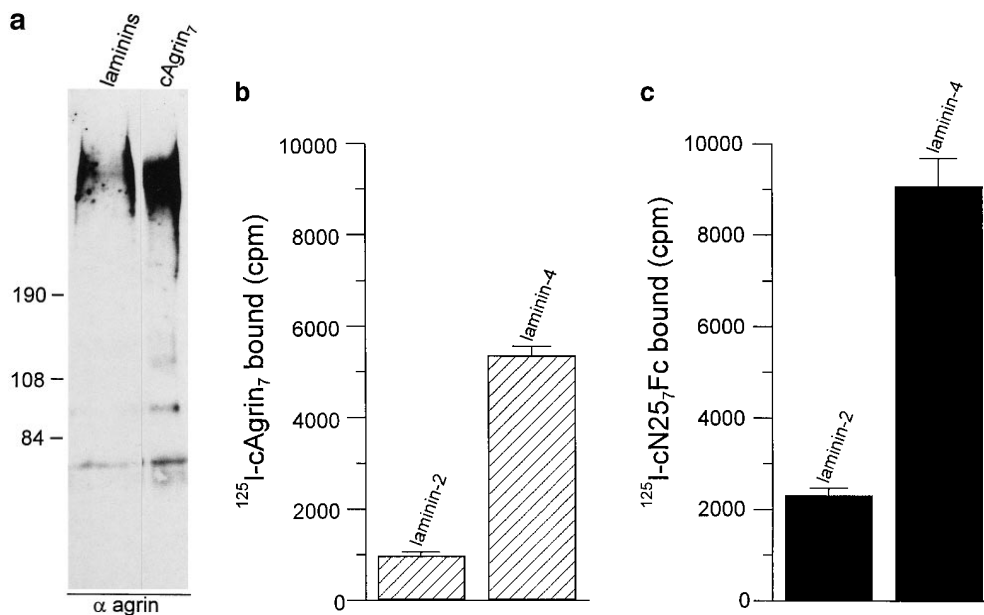 a
laminins
cAgrin₇
190
108
84
α agrin
b
¹²⁵I-cAgrin₇ bound (cpm)
10000
8000
6000
4000
2000
0
laminin-2
laminin-4
c
¹²⁵I-cN25₇Fc bound (cpm)
10000
8000
6000
4000
2000
0
laminin-2
laminin-4